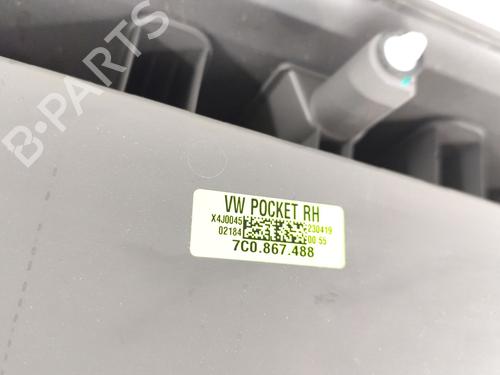 B-PARTS
VW POCKET RH
X4J0045 230419
02184 00 55
7C0.867.488